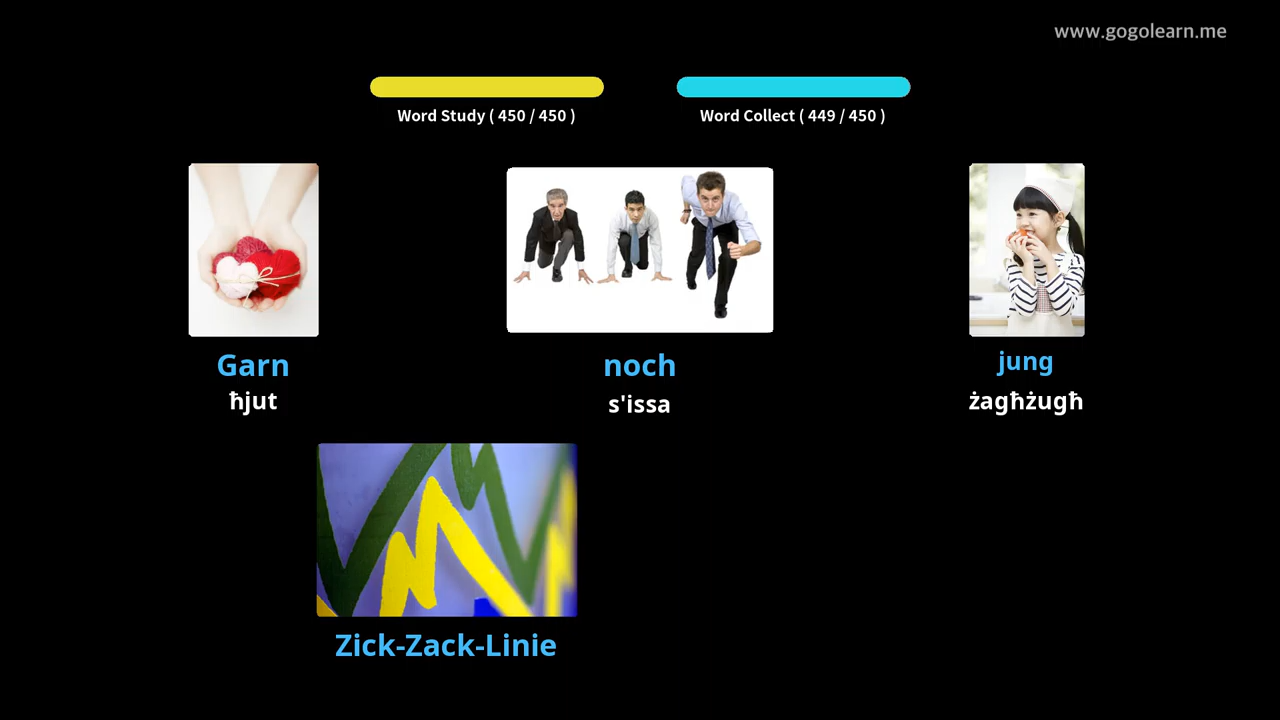 www.gogolearn.me
Word Study ( 450 / 450 )
Word Collect ( 449 / 450 )
Garn
noch
jung
ħjut
s'issa
żagħżugħ
Zick-Zack-Linie